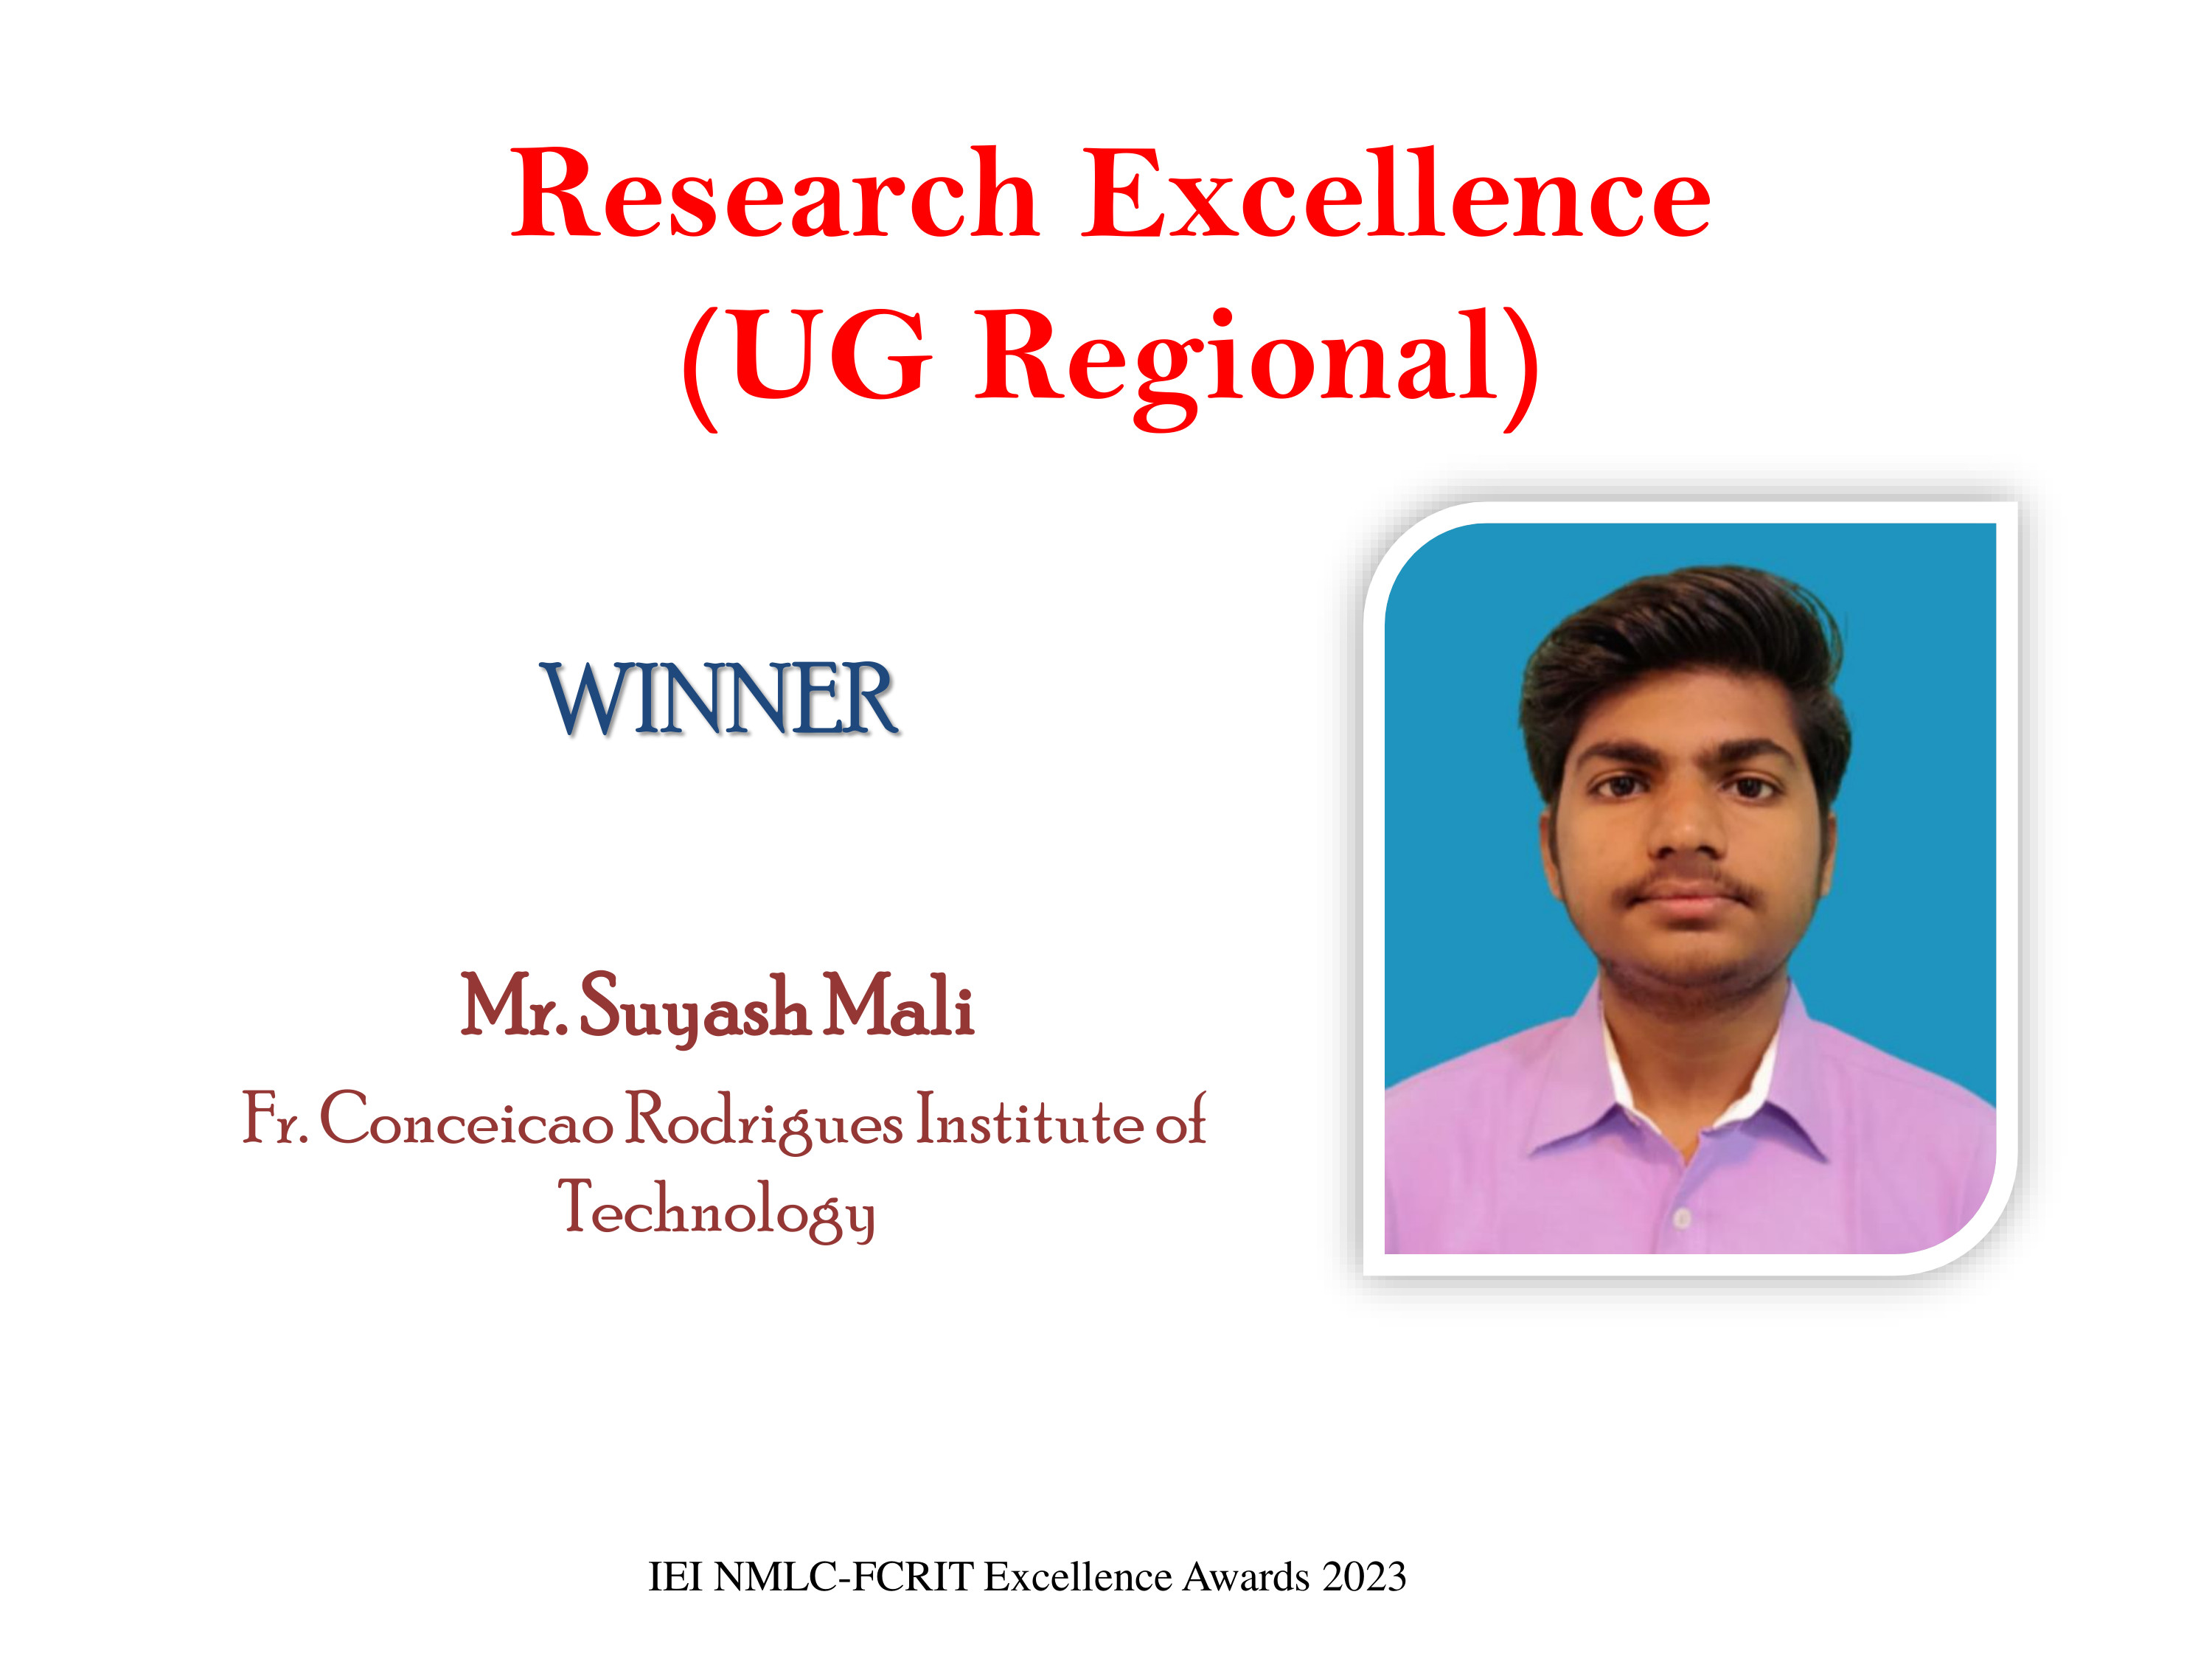 Research Excellence
(UG Regional)
WINNER
Mr. Suyash Mali
Fr. Conceicao Rodrigues Institute of
Technology
IEI NMLC-FCRIT Excellence Awards 2023